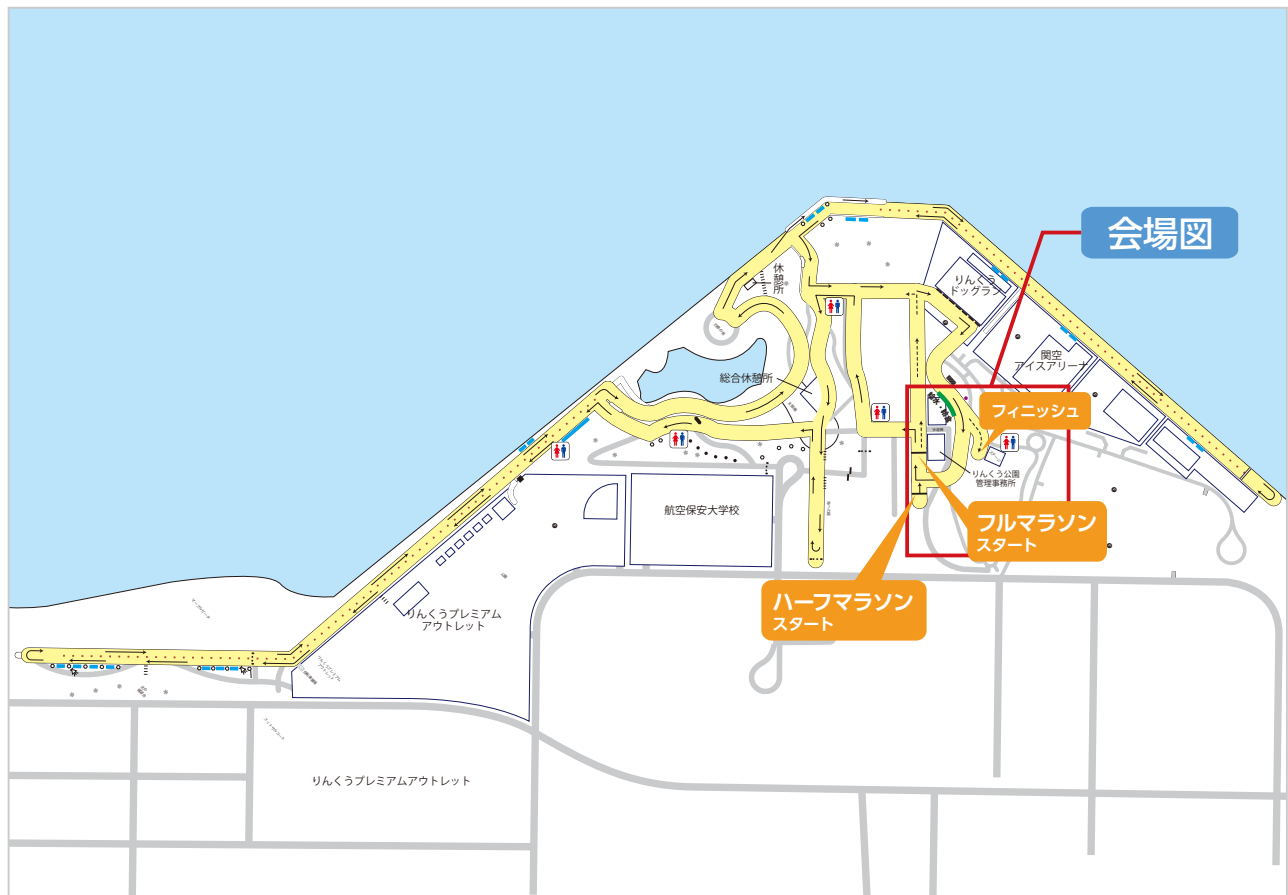 会場図
休憩所
りんくう
ドッグラン
関空
アイスアリーナ
総合休憩所
給水・給食
フィニッシュ
りんくう公園
管理事務所
航空保安大学校
フルマラソン
スタート
ハーフマラソン
スタート
りんくうプレミアム
アウトレット
りんくうプレミアムアウトレット